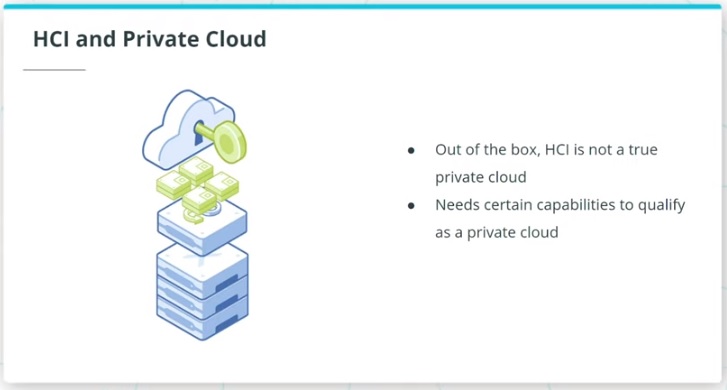 HCI and Private Cloud
● Out of the box, HCI is not a true
private cloud
● Needs certain capabilities to qualify
as a private cloud